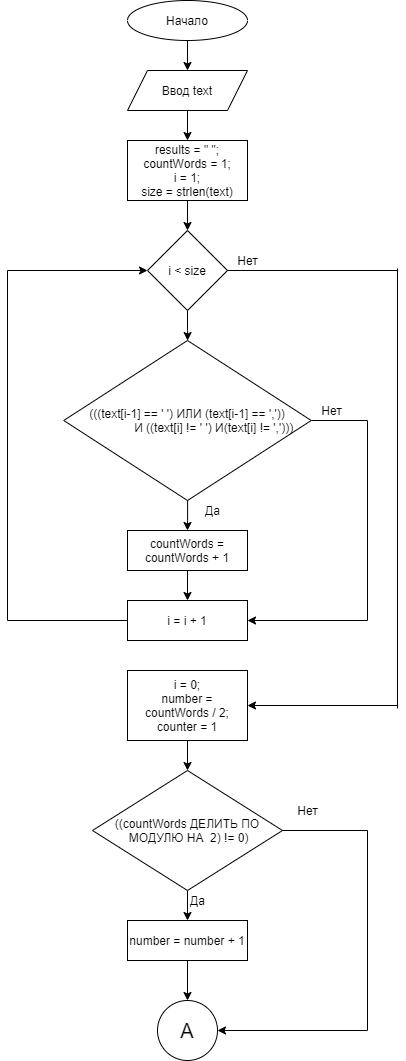 Начало
Ввод text
results = " ";
countWords = 1;
i = 1;
size = strlen(text)
i < size
Нет
(((text[i-1] == ' ') ИЛИ (text[i-1] == ','))
И ((text[i] != ' ') И(text[i] != ',')))
Нет
Да
countWords =
countWords + 1
i = i + 1
i = 0;
number =
countWords / 2;
counter = 1
((countWords ДЕЛИТЬ ПО
МОДУЛЮ НА 2) != 0)
Нет
Да
number = number + 1
A